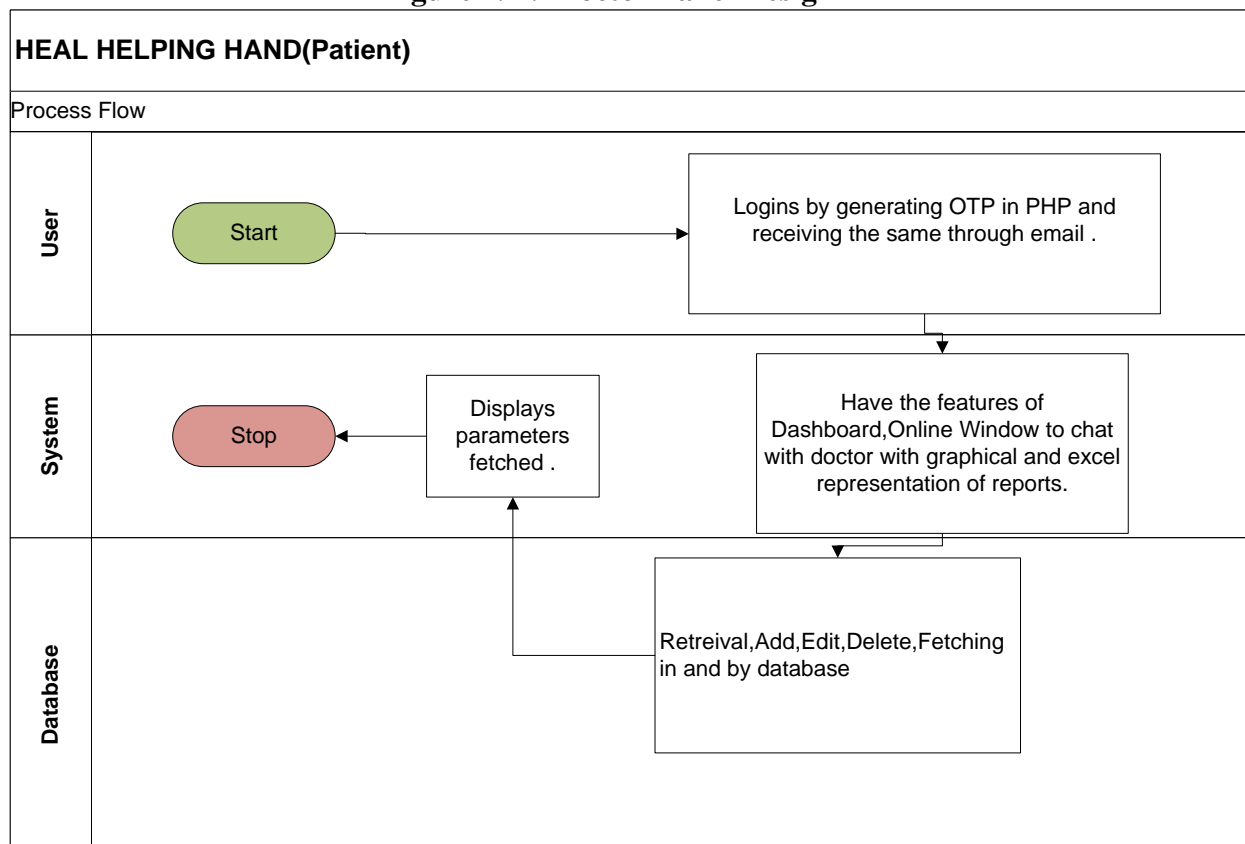 HEAL HELPING HAND(Patient)
Process Flow
User
Start
Logins by generating OTP in PHP and
receiving the same through email .
System
Stop
Displays
parameters
fetched .
Have the features of
Dashboard,Online Window to chat
with doctor with graphical and excel
representation of reports.
Database
Retreival,Add,Edit,Delete,Fetching
in and by database